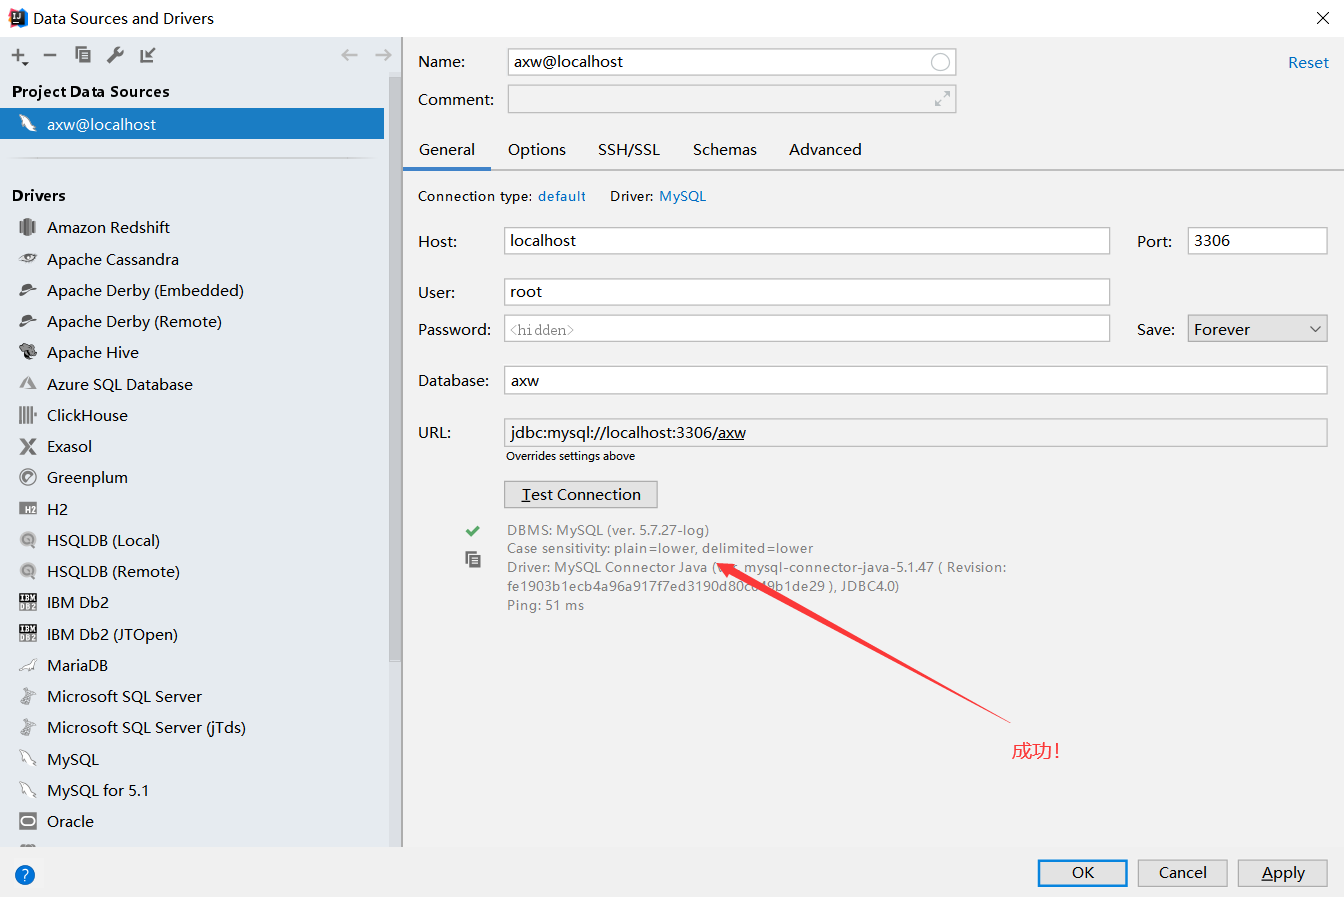 Data Sources and Drivers
Project Data Sources
axw@localhost
Drivers
Amazon Redshift
Apache Cassandra
Apache Derby (Embedded)
Apache Derby (Remote)
Apache Hive
Azure SQL Database
ClickHouse
Exasol
Greenplum
H2
HSQLDB (Local)
HSQLDB (Remote)
IBM Db2
IBM Db2 (JTOpen)
MariaDB
Microsoft SQL Server
Microsoft SQL Server (jTds)
MySQL
MySQL for 5.1
Oracle
Name: axw@localhost
Reset
Comment:
General Options SSH/SSL Schemas Advanced
Connection type: default Driver: MySQL
Host: localhost Port: 3306
User: root
Password: <hidden> Save: Forever
Database: axw
URL: jdbc:mysql://localhost:3306/axw
Overrides settings above
Test Connection
DBMS: MySQL (ver. 5.7.27-log)
Case sensitivity: plain=lower, delimited=lower
Driver: MySQL Connector Java mysql-connector-java-5.1.47 ( Revision:
), JDBC4.0)
Ping: 51 ms
成功!
OK Cancel Apply